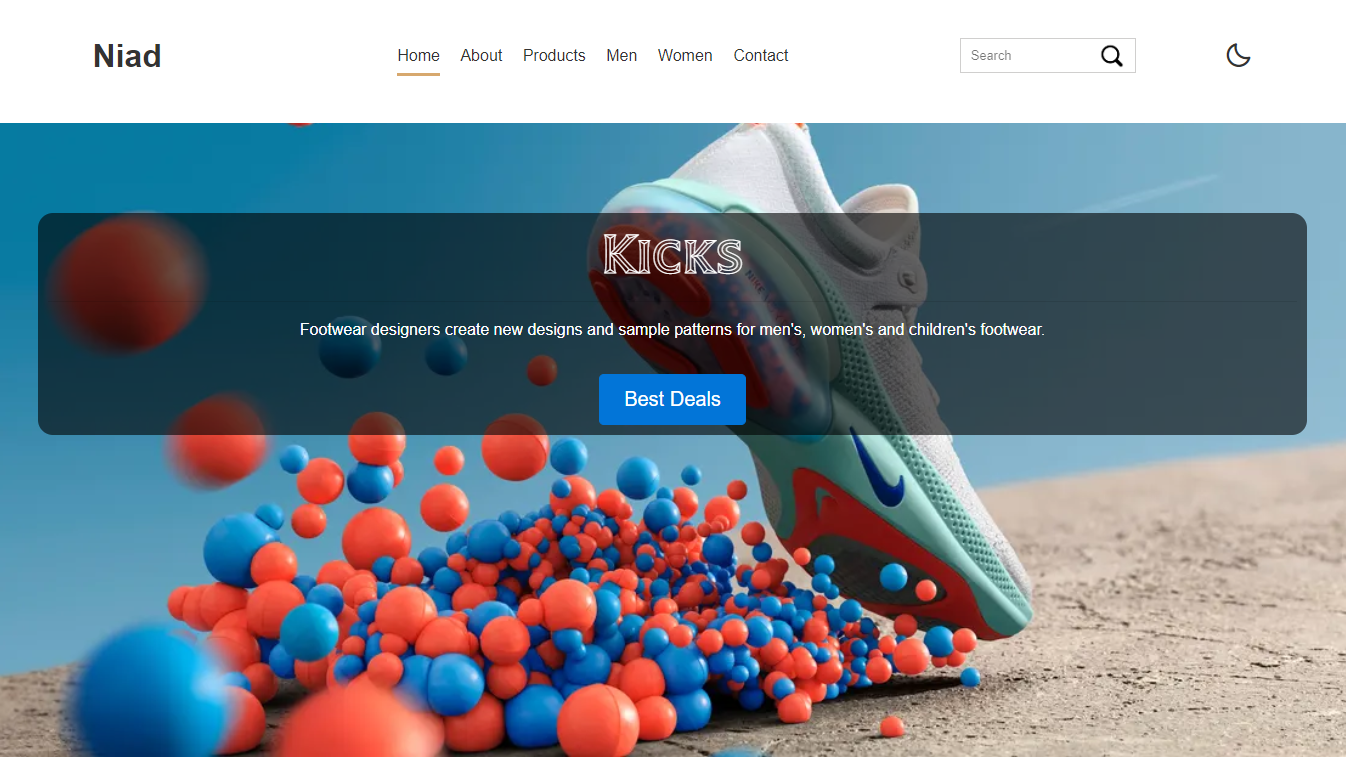 Niad
Home About Products Men Women Contact
Search
Kicks
Footwear designers create new designs and sample patterns for men's, women's and children's footwear.
Best Deals